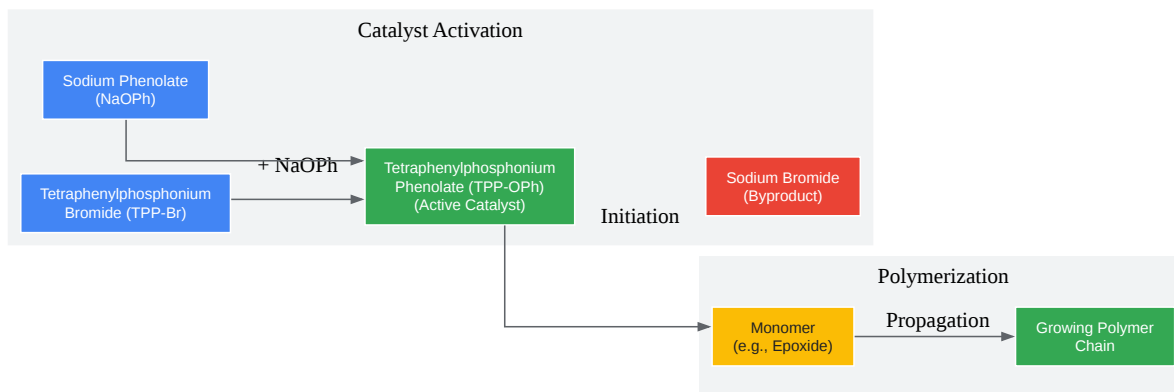 Catalyst Activation
Sodium Phenolate
(NaOPh)
+ NaOPh
Tetraphenylphosphonium
Bromide (TPP-Br)
Tetraphenylphosphonium
Phenolate (TPP-OPh)
(Active Catalyst)
Sodium Bromide
(Byproduct)
Initiation
Polymerization
Monomer
(e.g., Epoxide)
Propagation
Growing Polymer
Chain